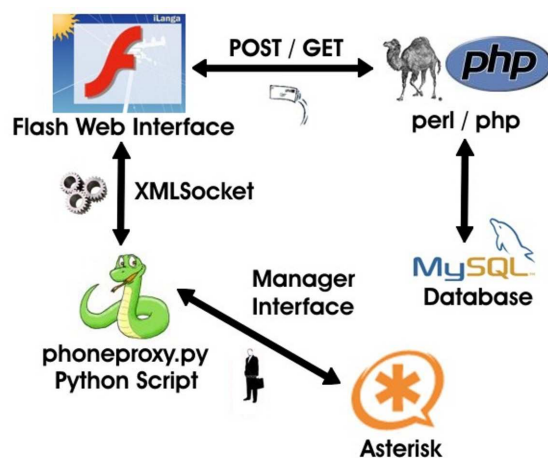 iLanga
POST / GET
php
Flash Web Interface
perl / php
XMLSocket
MySQL
Database
Manager
Interface
phoneproxy.py
Python Script
Asterisk